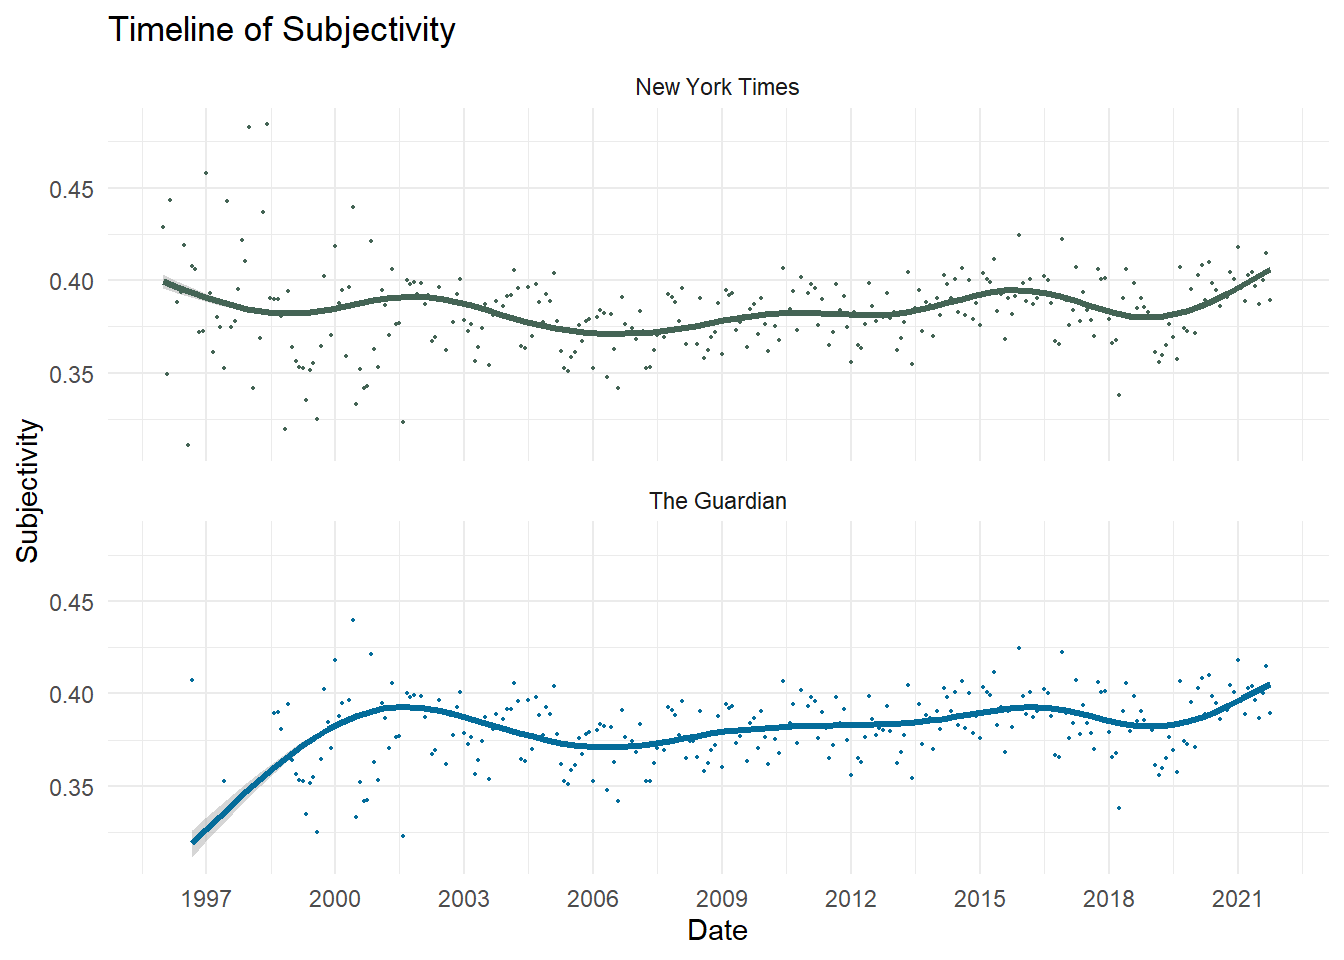 Timeline of Subjectivity
New York Times
0.45
0.40
0.35
Subjectivity
The Guardian
0.45
0.40
0.35
1997 2000 2003 2006 2009 2012 2015 2018 2021
Date